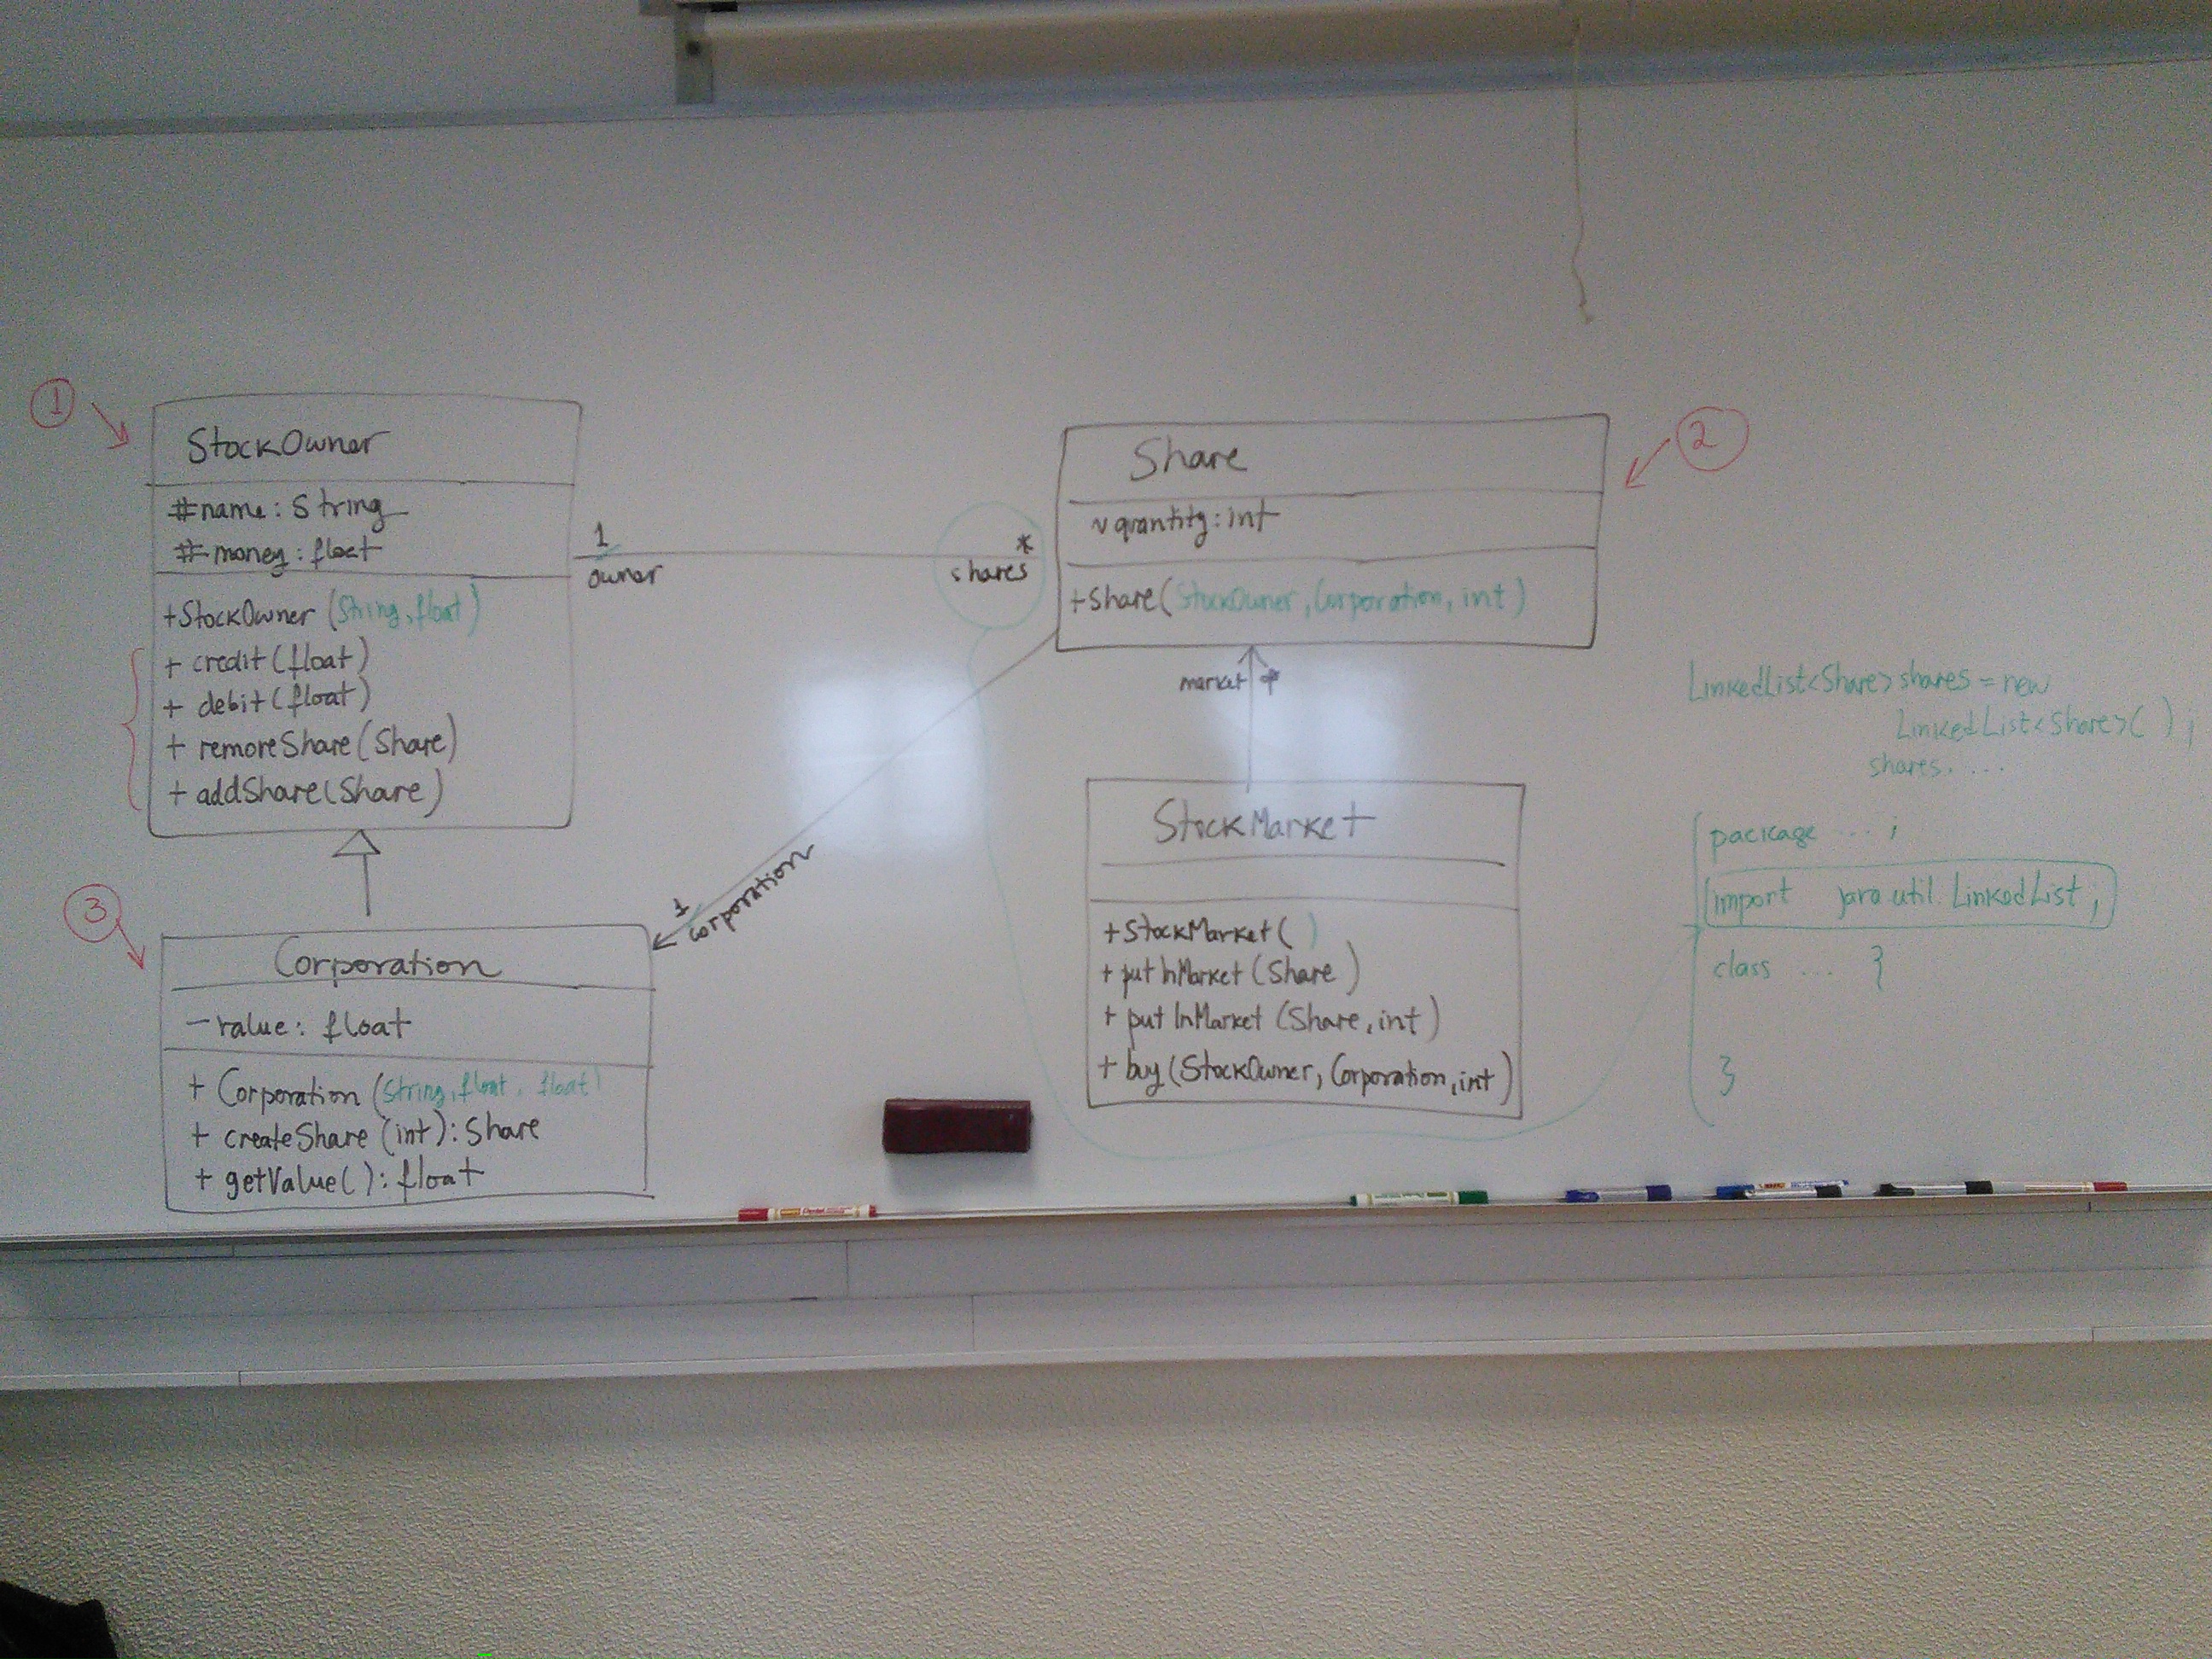 1
StockOwner
#name: String
# money: float
+StockOwner (String, float)
+ credit(float)
+ debit(float)
+ removeShare(Share)
+ addShare(Share)
1
owner
*
shares
2
Share
~ quantity: int
+Share(StockOwner, Corporation, int)
market *
StockMarket
+StockMarket( )
+ putInMarket (Share)
+ putInMarket (Share, int)
+ buy(StockOwner, Corporation, int)
1
corporation
3
Corporation
- value: float
+ Corporation (String, float, float)
+ createShare (int): Share
+ getValue( ): float
LinkedList<Share> shares = new
LinkedList<Share>( );
shares. ...
package ... ;
import java.util.LinkedList;
class ... {
}